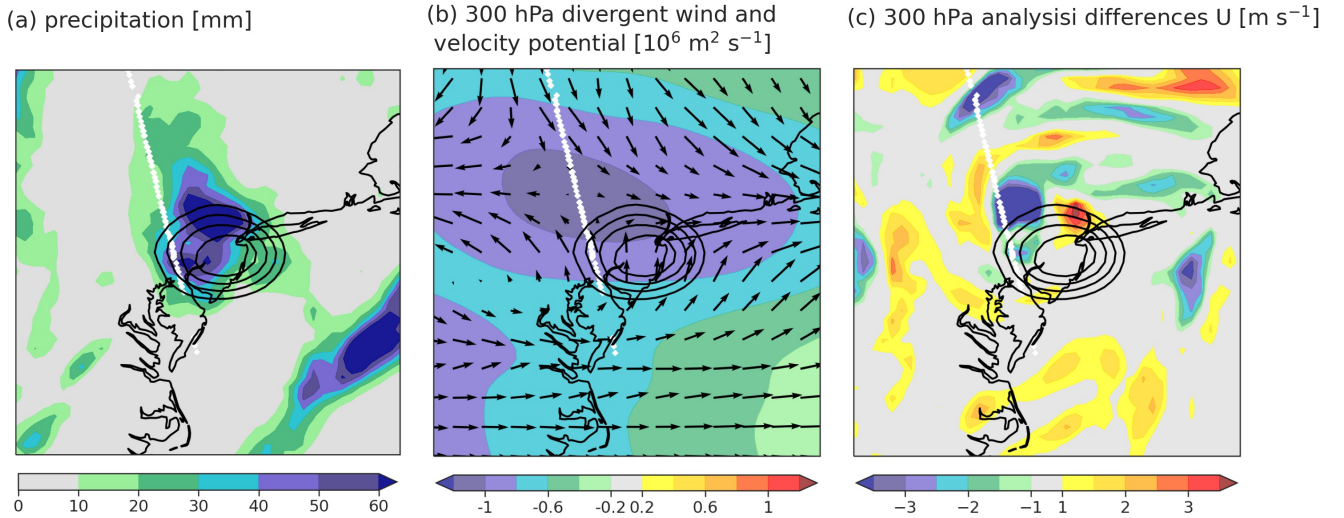 (a) precipitation [mm]
(b) 300 hPa divergent wind and
velocity potential [10⁶ m² s⁻¹]
(c) 300 hPa analysisi differences U [m s⁻¹]
0 10 20 30 40 50 60
-1 -0.6 -0.2 0.2 0.6 1
−3 −2 −1 1 2 3